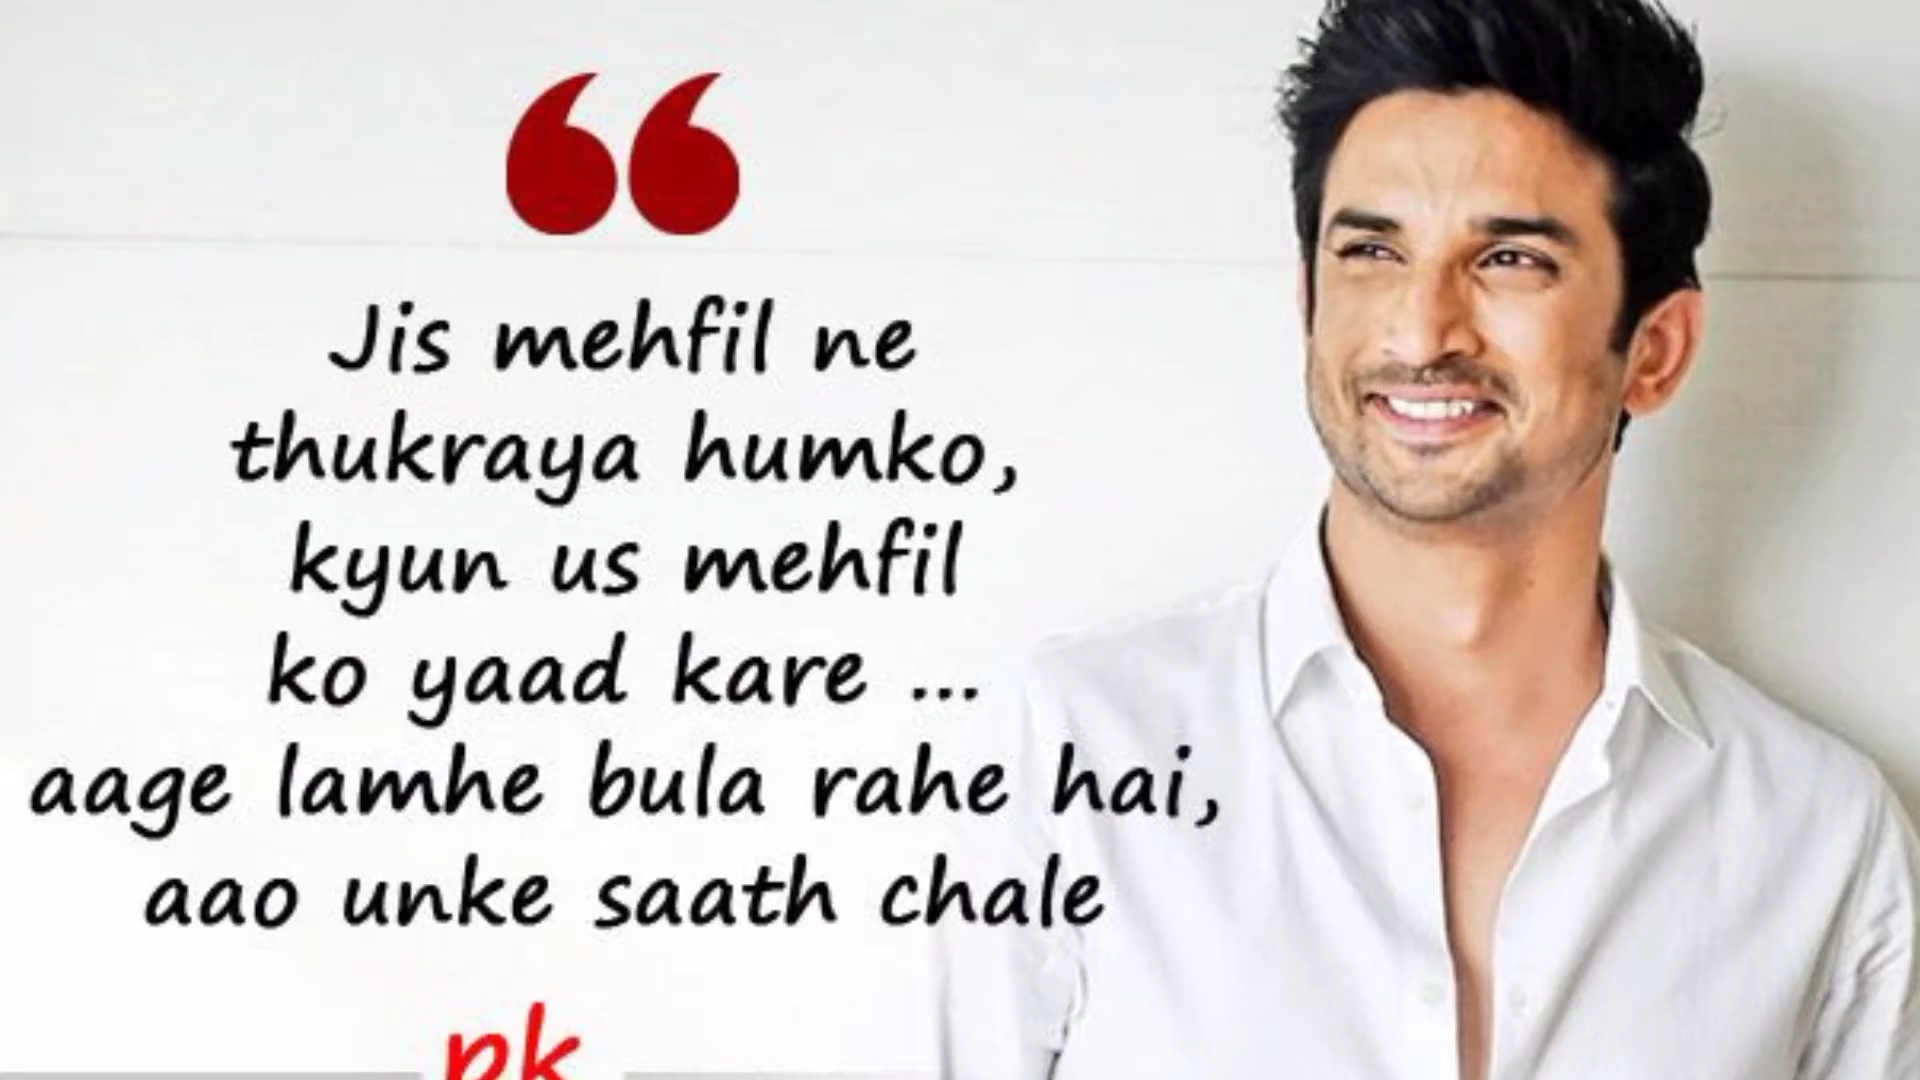 Jis mehfil ne
thukraya humko,
kyun us mehfil
ko yaad kare ...
aage lamhe bula rahe hai,
aao unke saath chale
pk